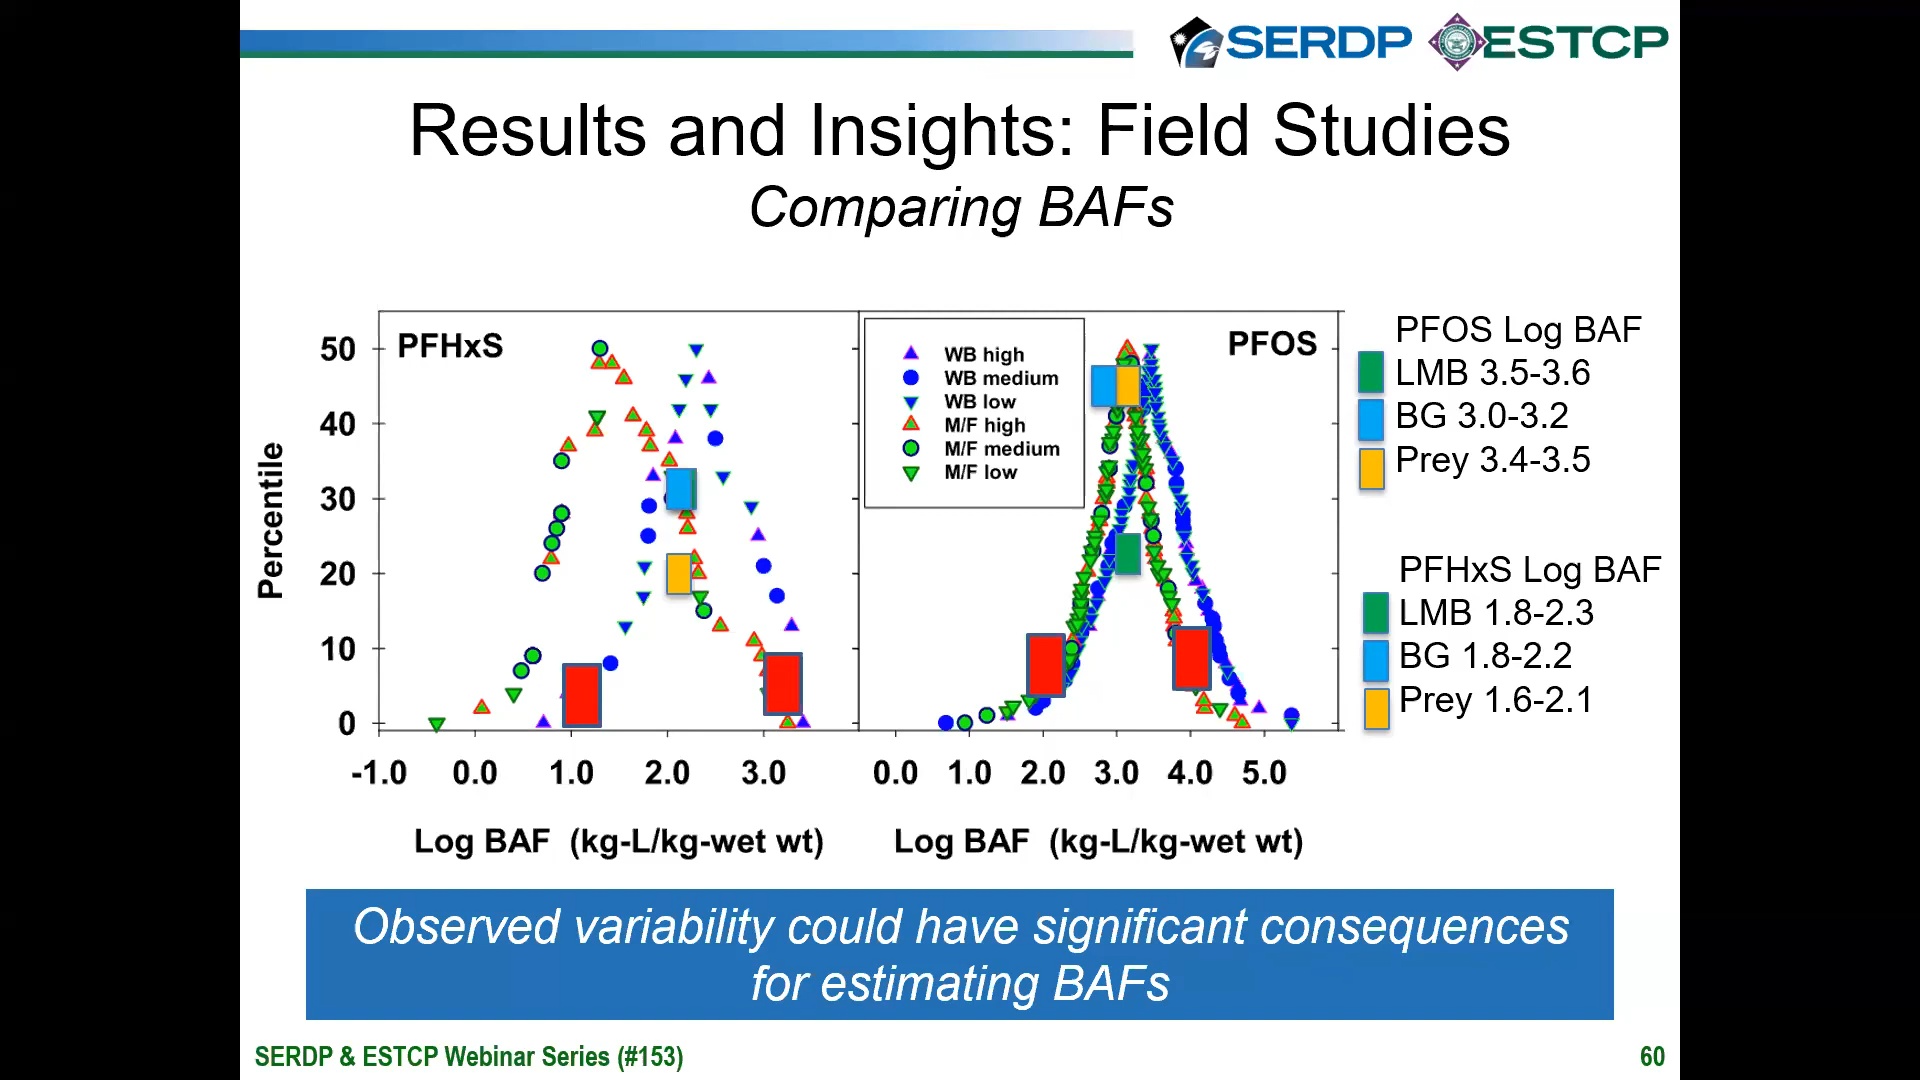 SERDP ESTCP
Results and Insights: Field Studies
Comparing BAFs
PFHxS
PFOS
WB high
WB medium
WB low
M/F high
M/F medium
M/F low
Percentile
50
40
30
20
10
0
-1.0 0.0 1.0 2.0 3.0
0.0 1.0 2.0 3.0 4.0 5.0
Log BAF (kg-L/kg-wet wt)
Log BAF (kg-L/kg-wet wt)
PFOS Log BAF
LMB 3.5-3.6
BG 3.0-3.2
Prey 3.4-3.5
PFHxS Log BAF
LMB 1.8-2.3
BG 1.8-2.2
Prey 1.6-2.1
Observed variability could have significant consequences
for estimating BAFs
SERDP & ESTCP Webinar Series (#153)
60